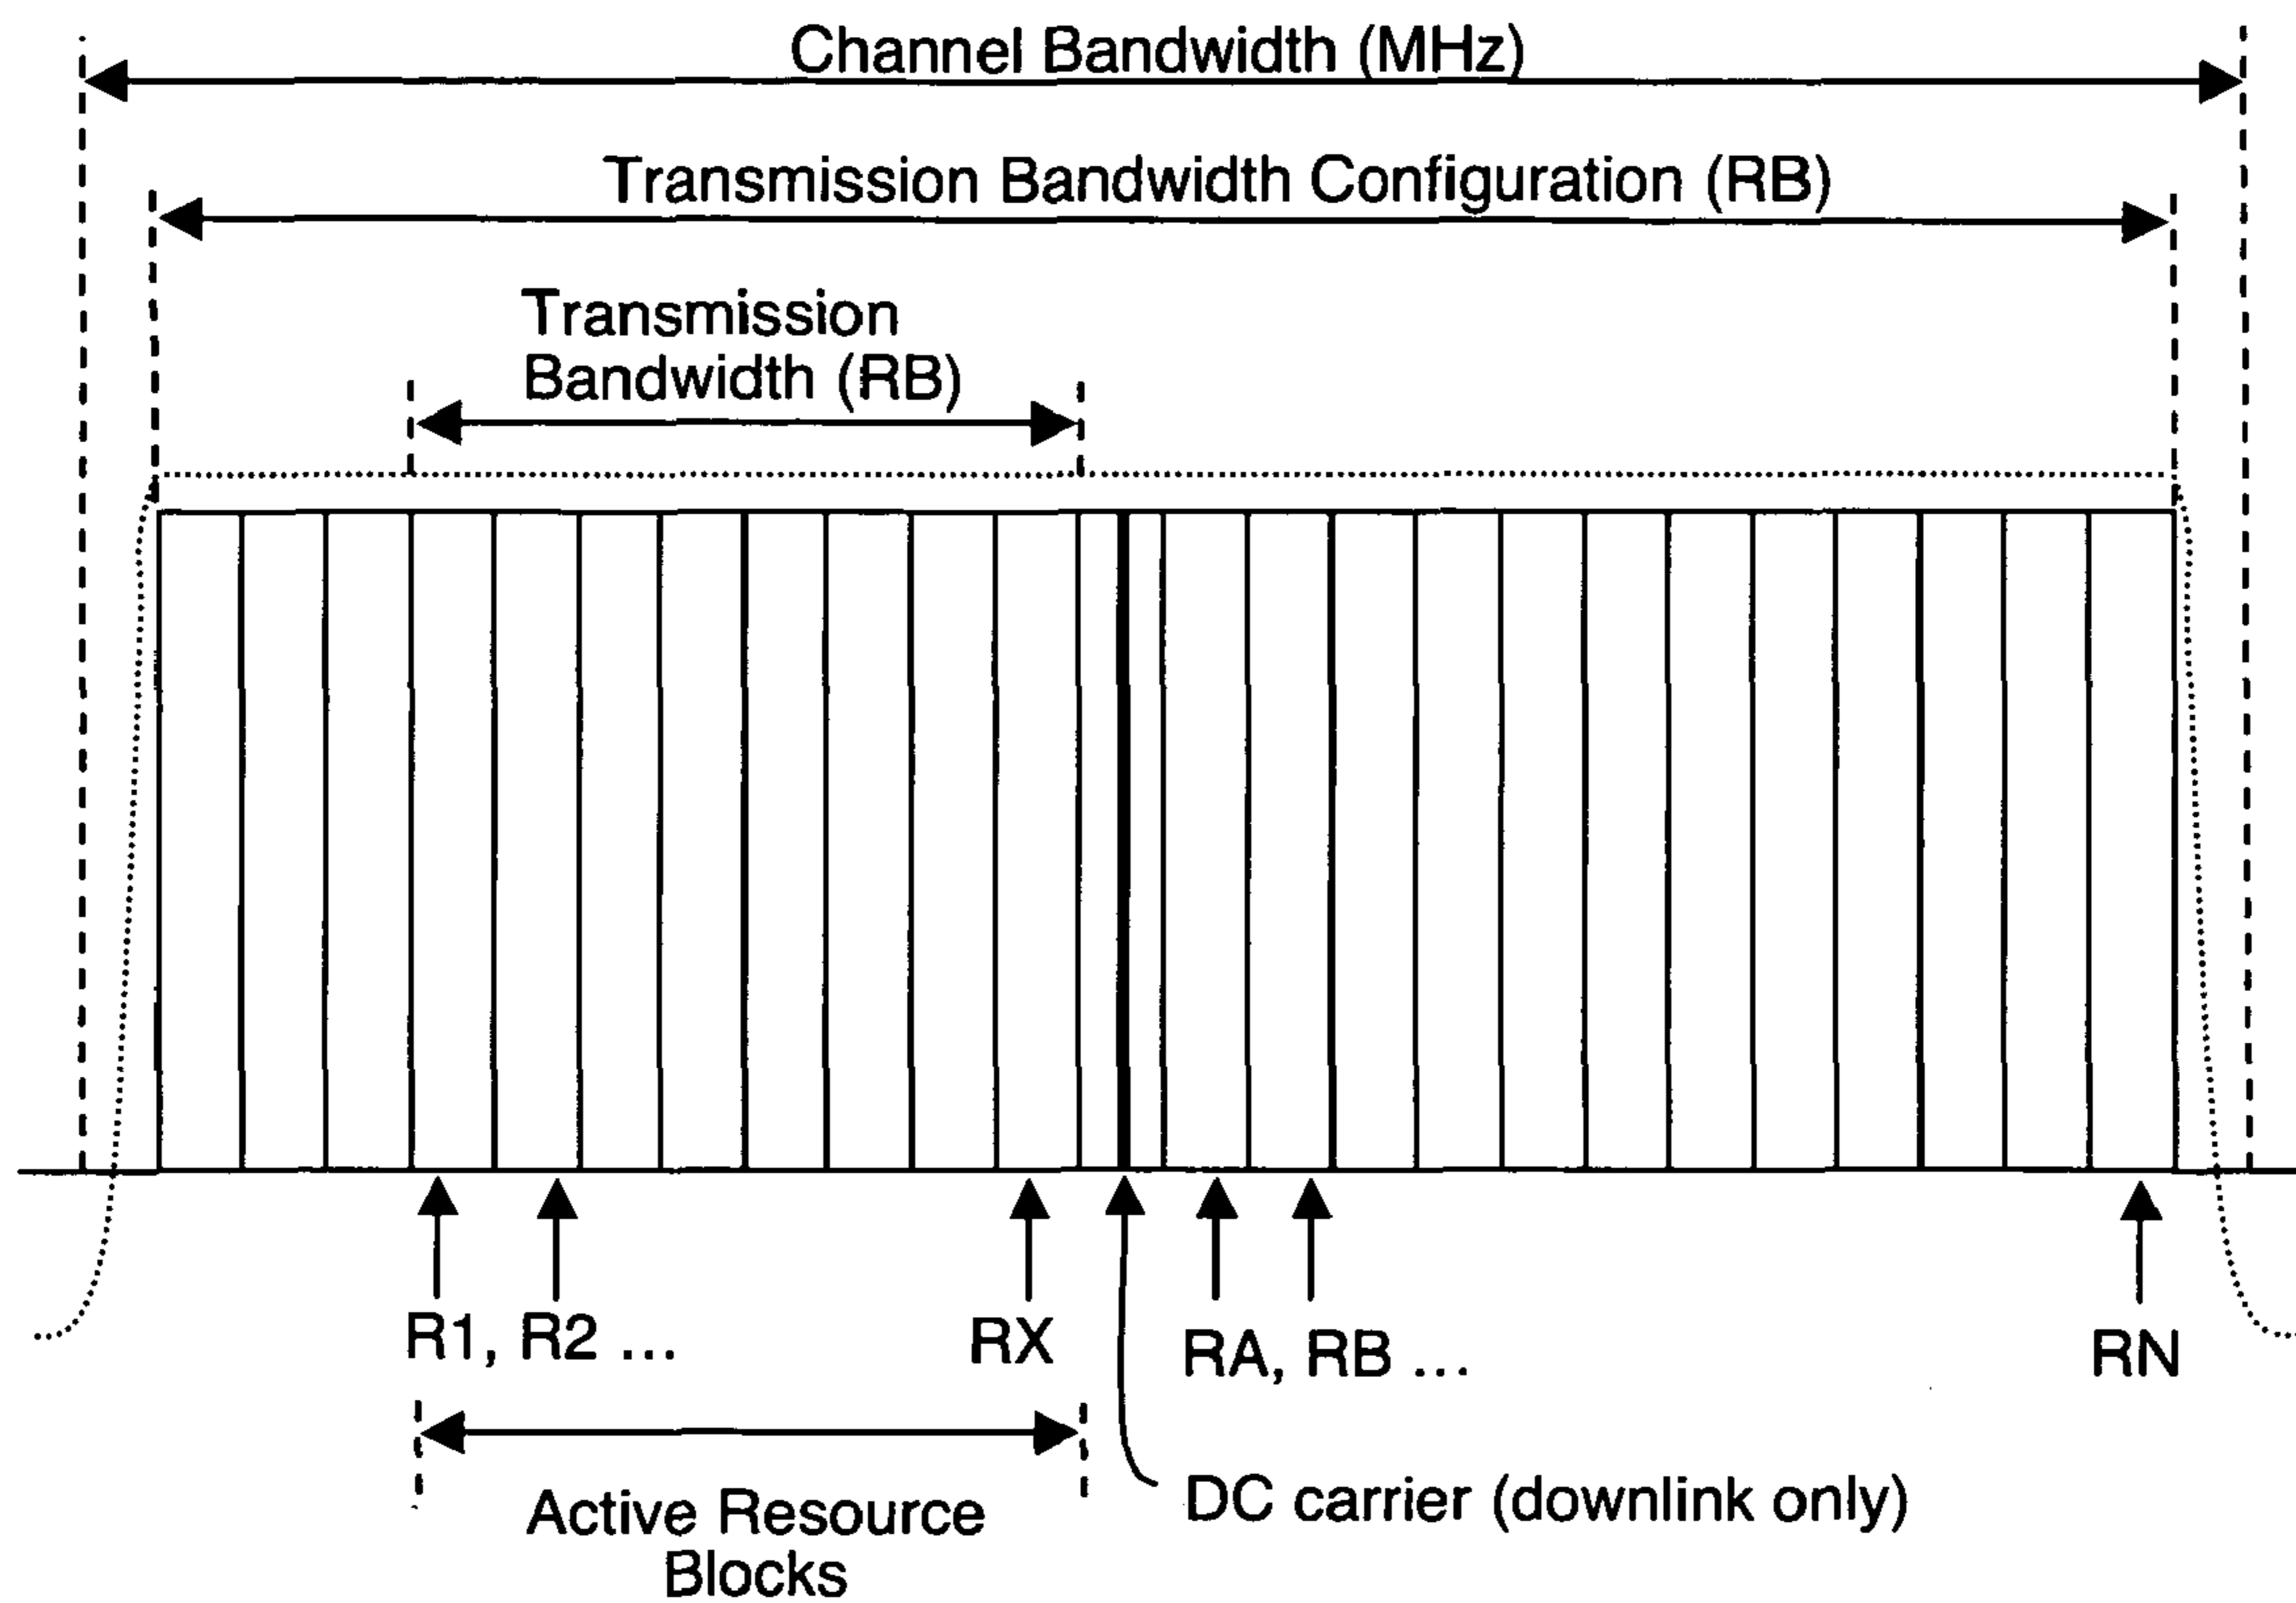 Channel Bandwidth (MHz)
Transmission Bandwidth Configuration (RB)
Transmission
Bandwidth (RB)
R1, R2 ...
RX
RA, RB ...
RN
Active Resource
Blocks
DC carrier (downlink only)